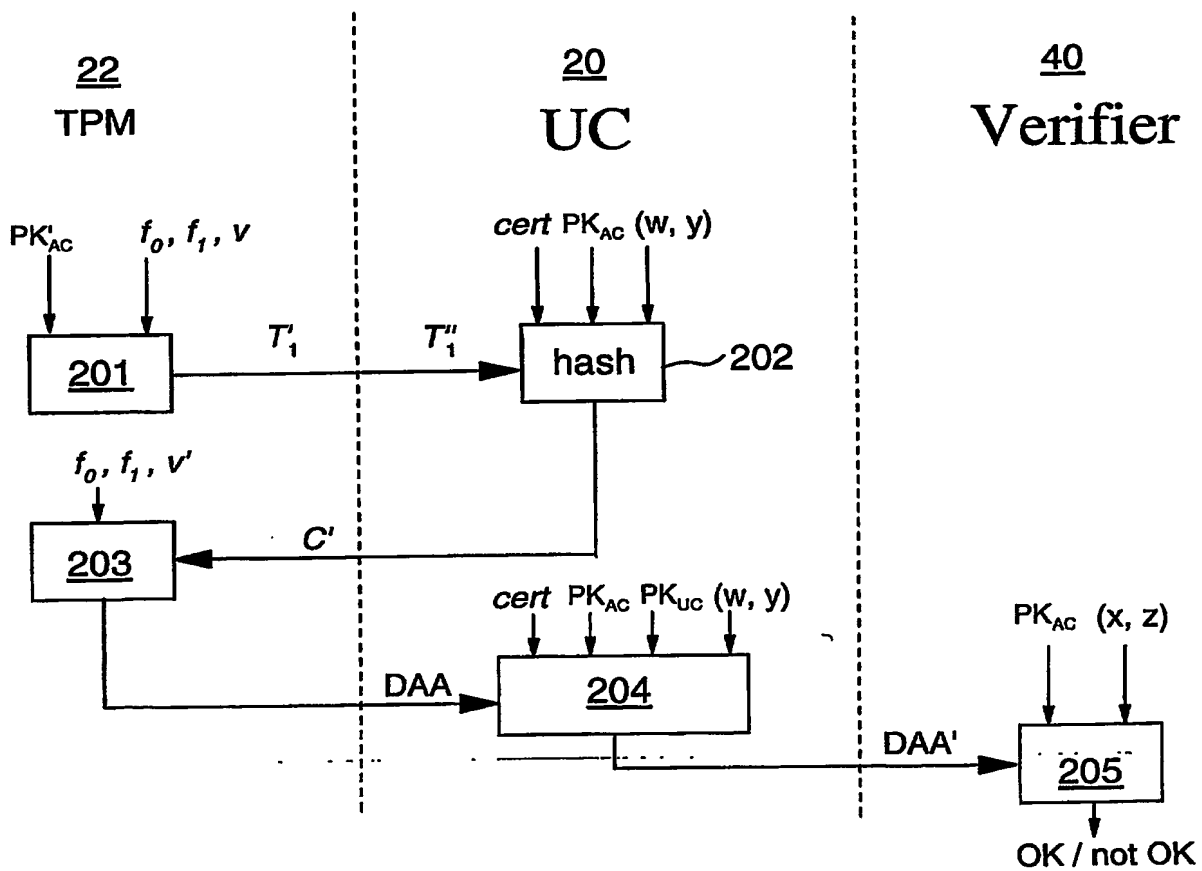 22
TPM
20
UC
40
Verifier
PK'AC
f0, f1, v
cert PKAC (w, y)
201
T'1
T''1
hash
202
f0, f1, v'
203
C'
cert PKAC PKUC (w, y)
PKAC (x, z)
DAA
204
DAA'
205
OK / not OK